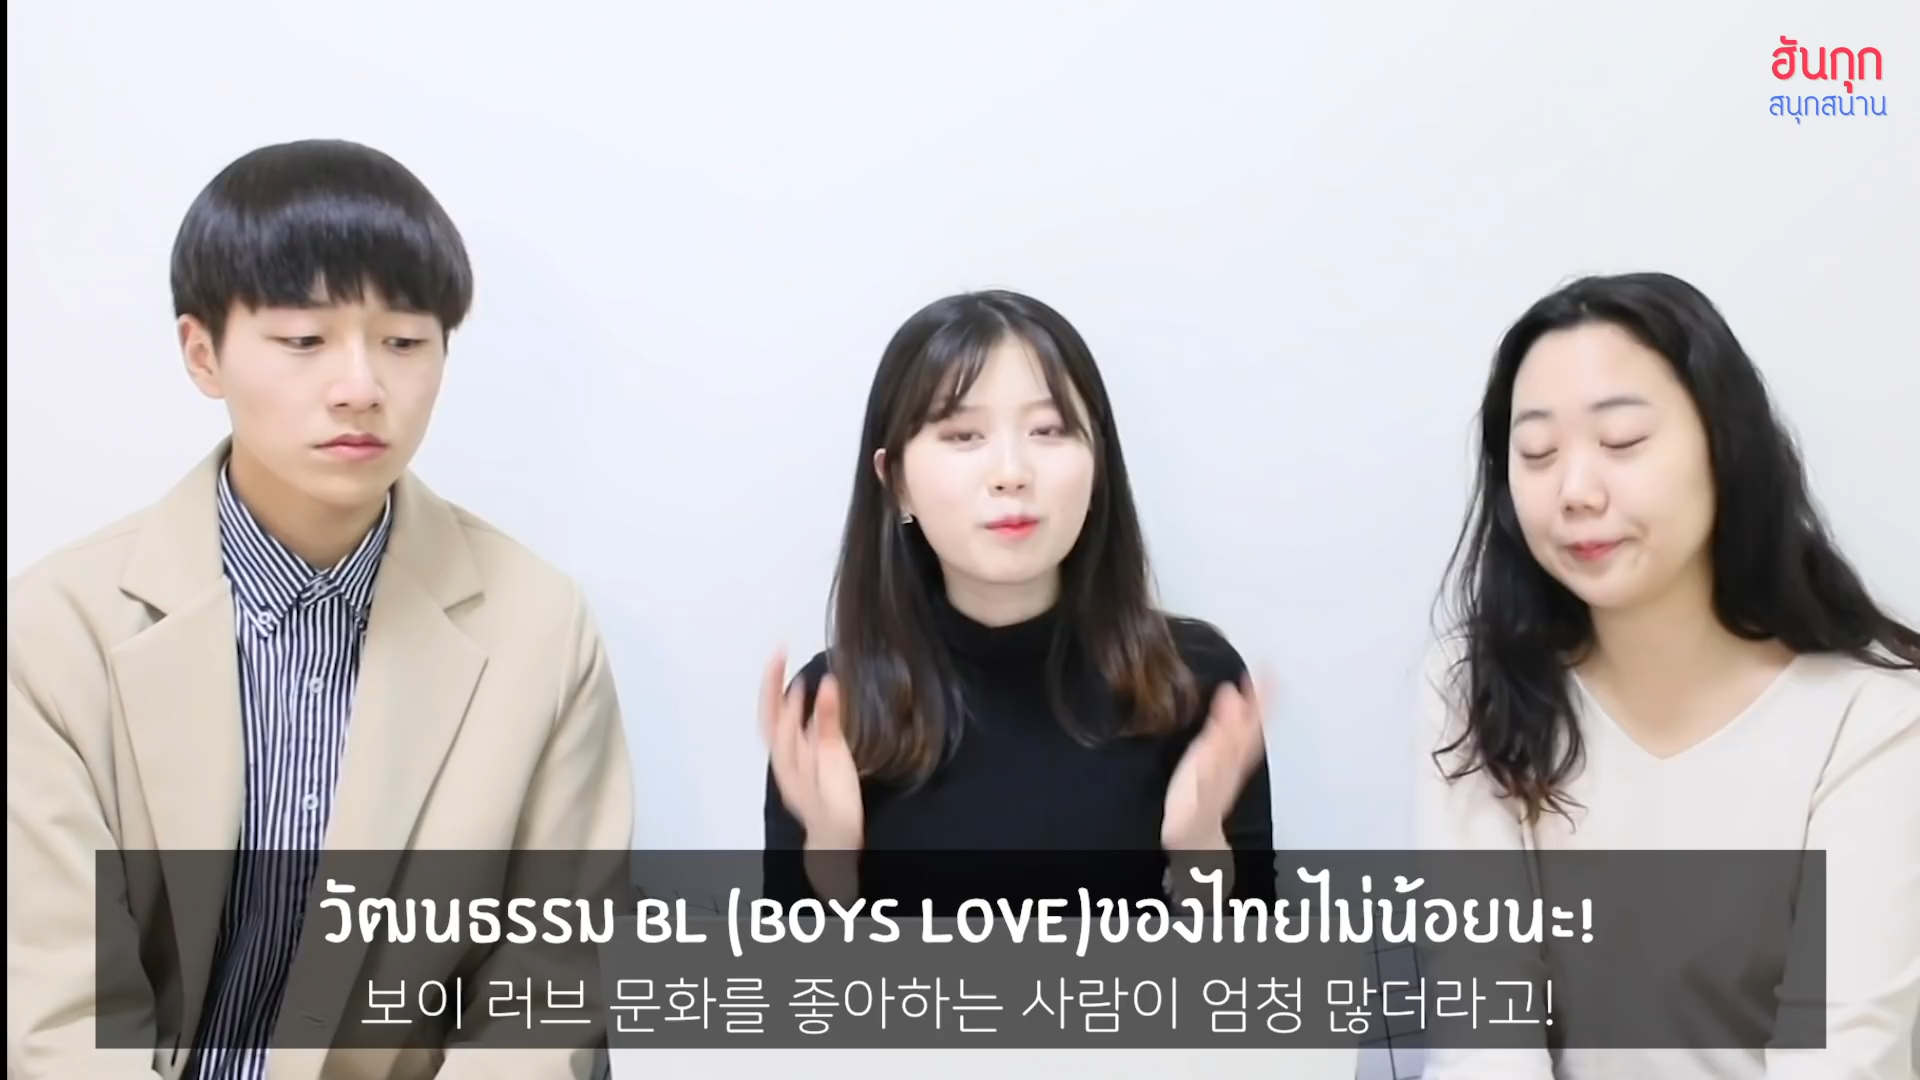 ฮันกุก
สนุกสนาน
วัฒนธรรม BL (BOYS LOVE)ของไทยไม่น้อยนะ!
보이 러브 문화를 좋아하는 사람이 엄청 많더라고!